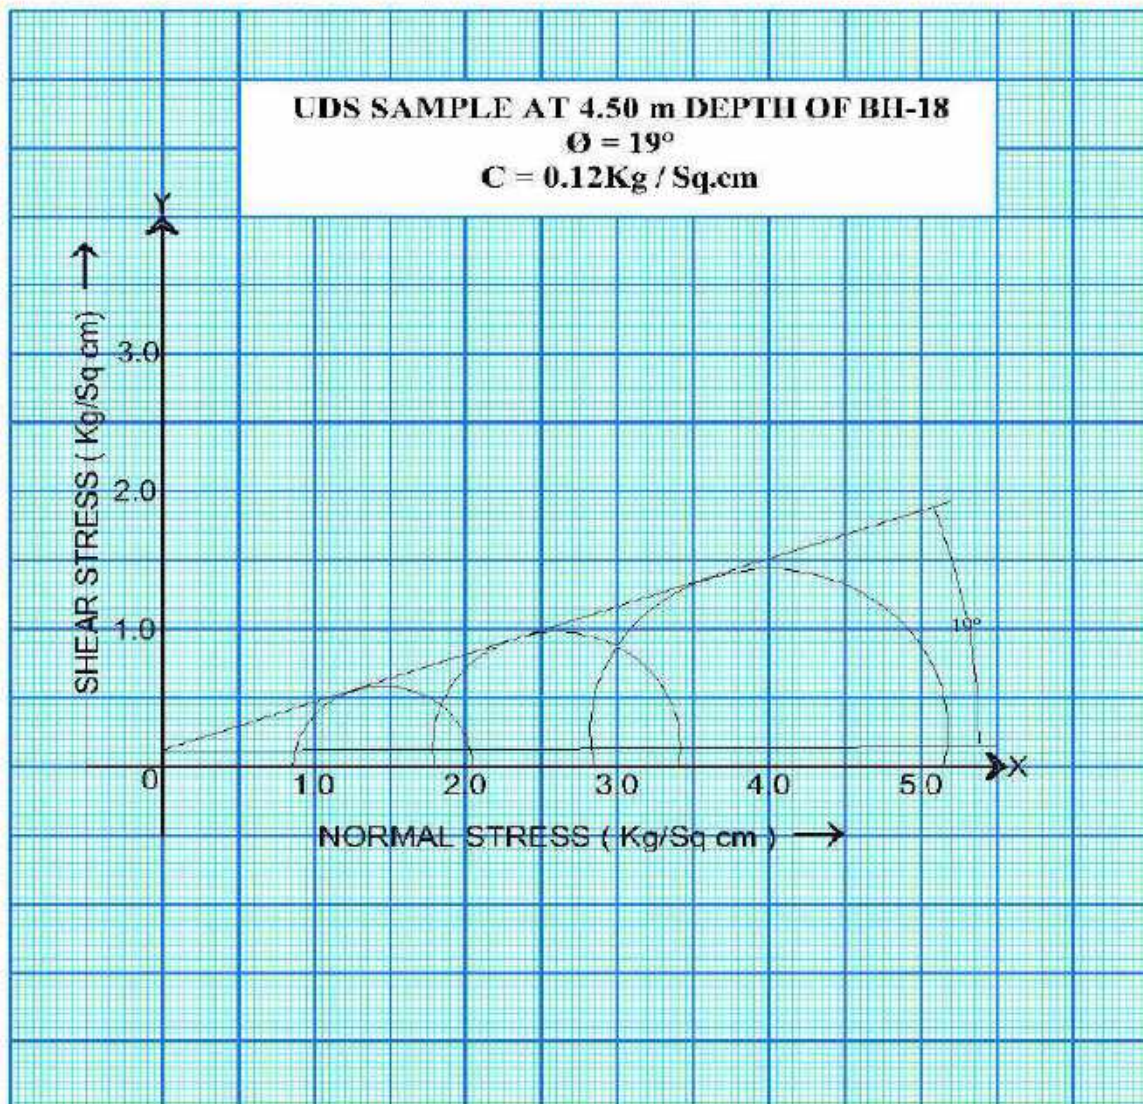 UDS SAMPLE AT 4.50 m DEPTH OF BH-18
Ø = 19°
C = 0.12Kg / Sq.cm
Y
SHEAR STRESS ( Kg/Sq cm)
3.0
2.0
1.0
19°
0
1.0
2.0
3.0
4.0
5.0
X
NORMAL STRESS ( Kg/Sq cm )